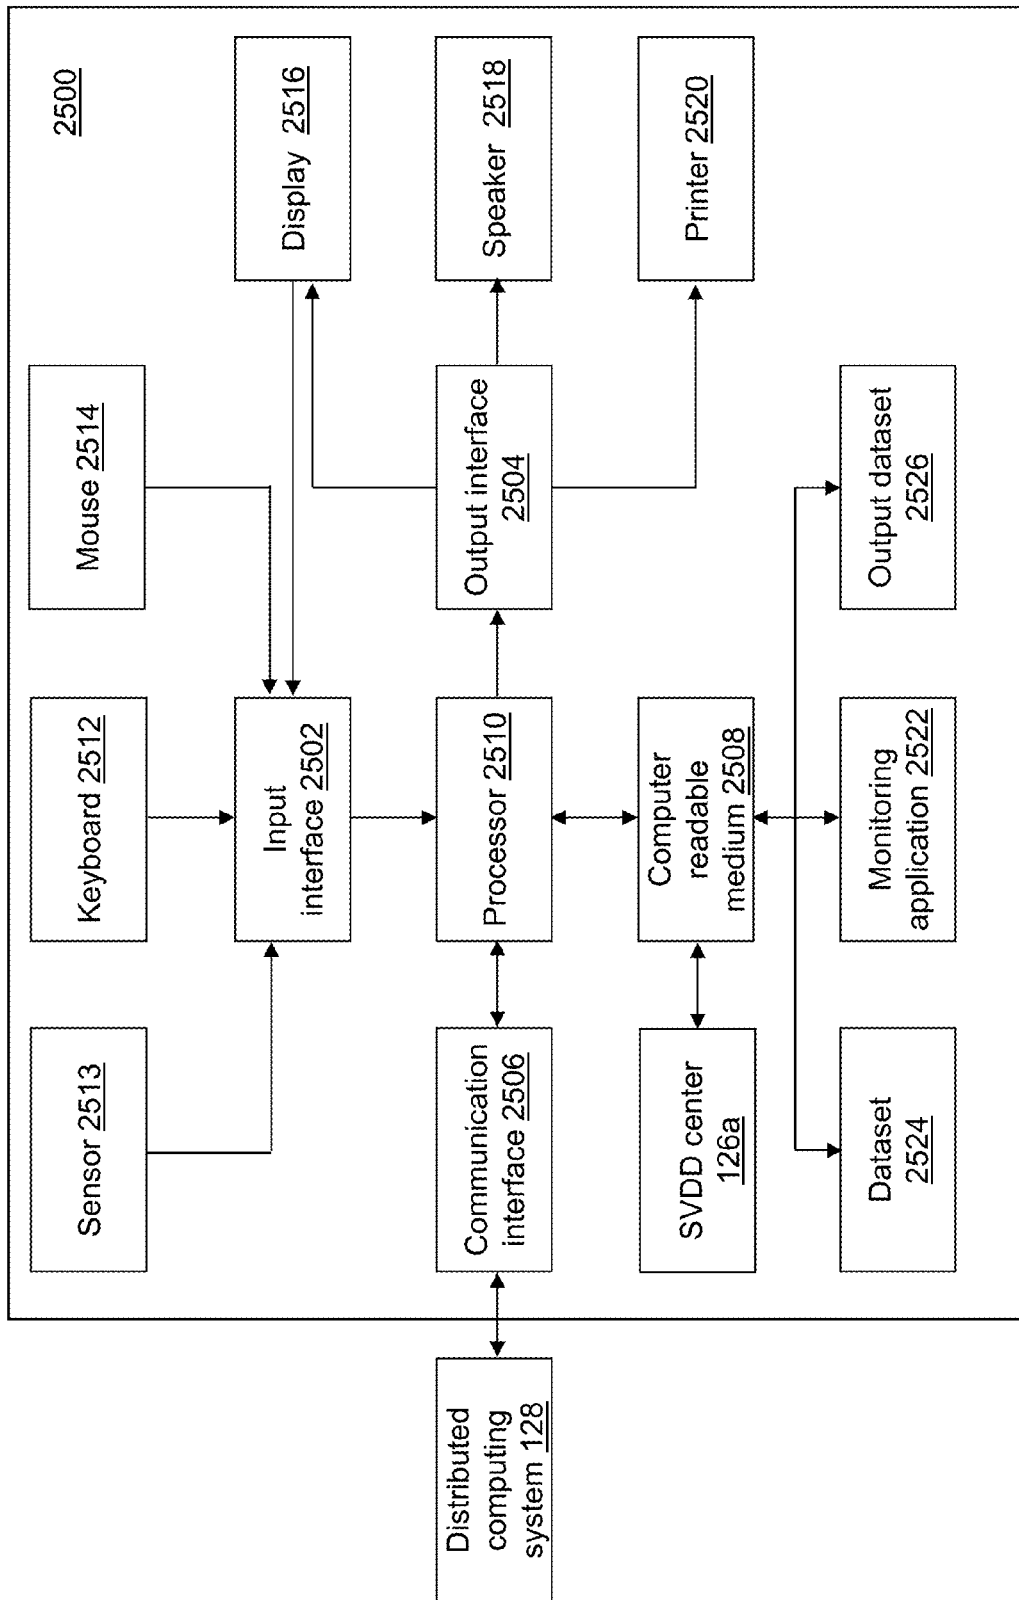 2500
Sensor 2513
Keyboard 2512
Mouse 2514
Input
interface 2502
Display 2516
Distributed
computing
system 128
Communication
interface 2506
Processor 2510
Output interface
2504
Speaker 2518
SVDD center
126a
Computer
readable
medium 2508
Printer 2520
Dataset
2524
Monitoring
application 2522
Output dataset
2526